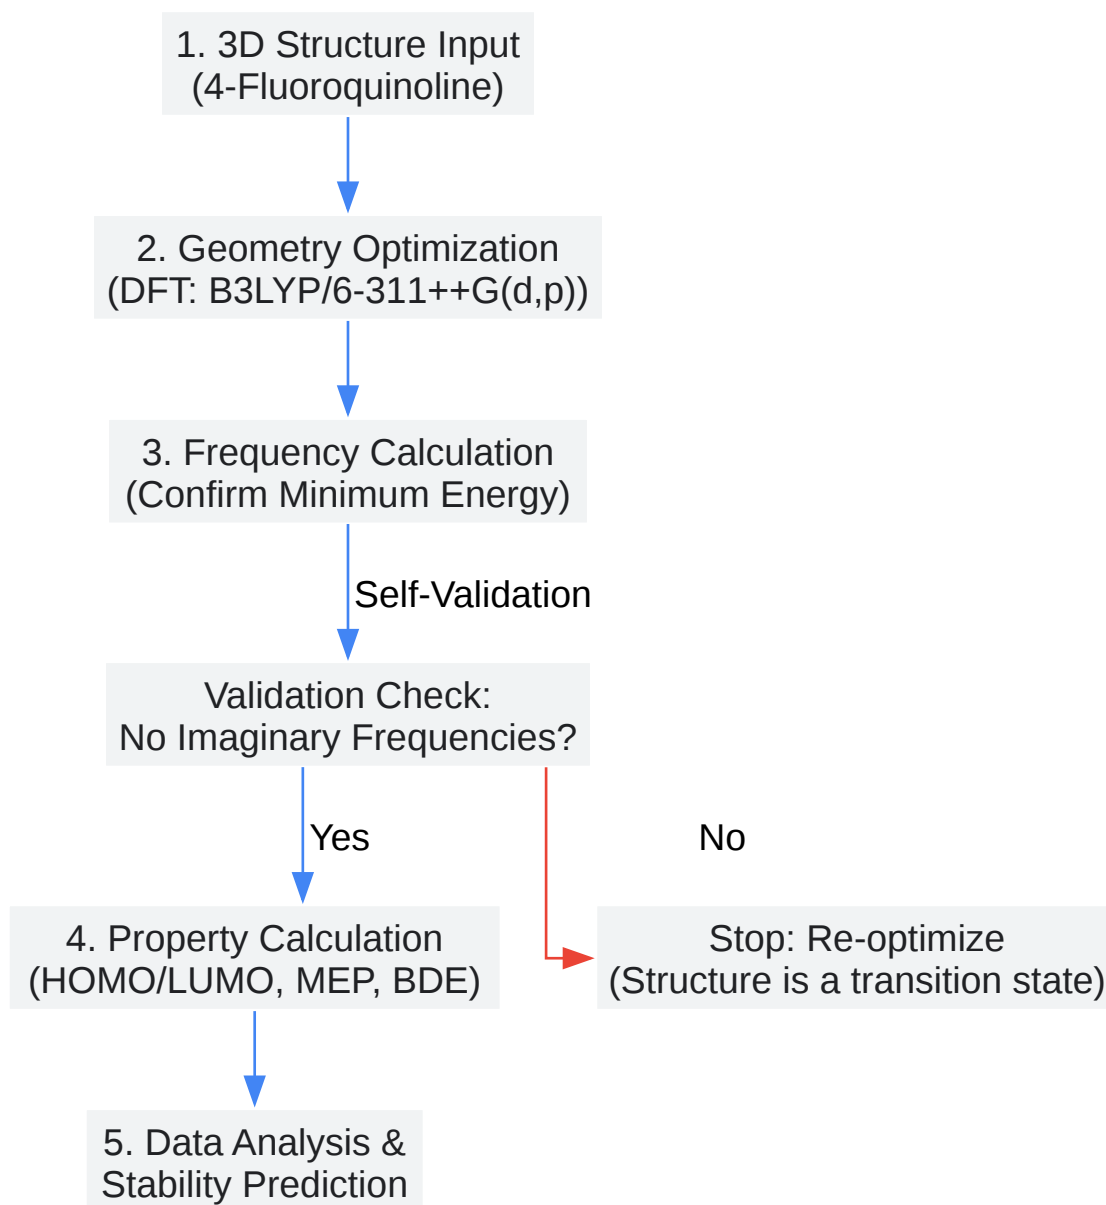 1. 3D Structure Input
(4-Fluoroquinoline)
2. Geometry Optimization
(DFT: B3LYP/6-311++G(d,p))
3. Frequency Calculation
(Confirm Minimum Energy)
Self-Validation
Validation Check:
No Imaginary Frequencies?
Yes
No
4. Property Calculation
(HOMO/LUMO, MEP, BDE)
Stop: Re-optimize
(Structure is a transition state)
5. Data Analysis &
Stability Prediction